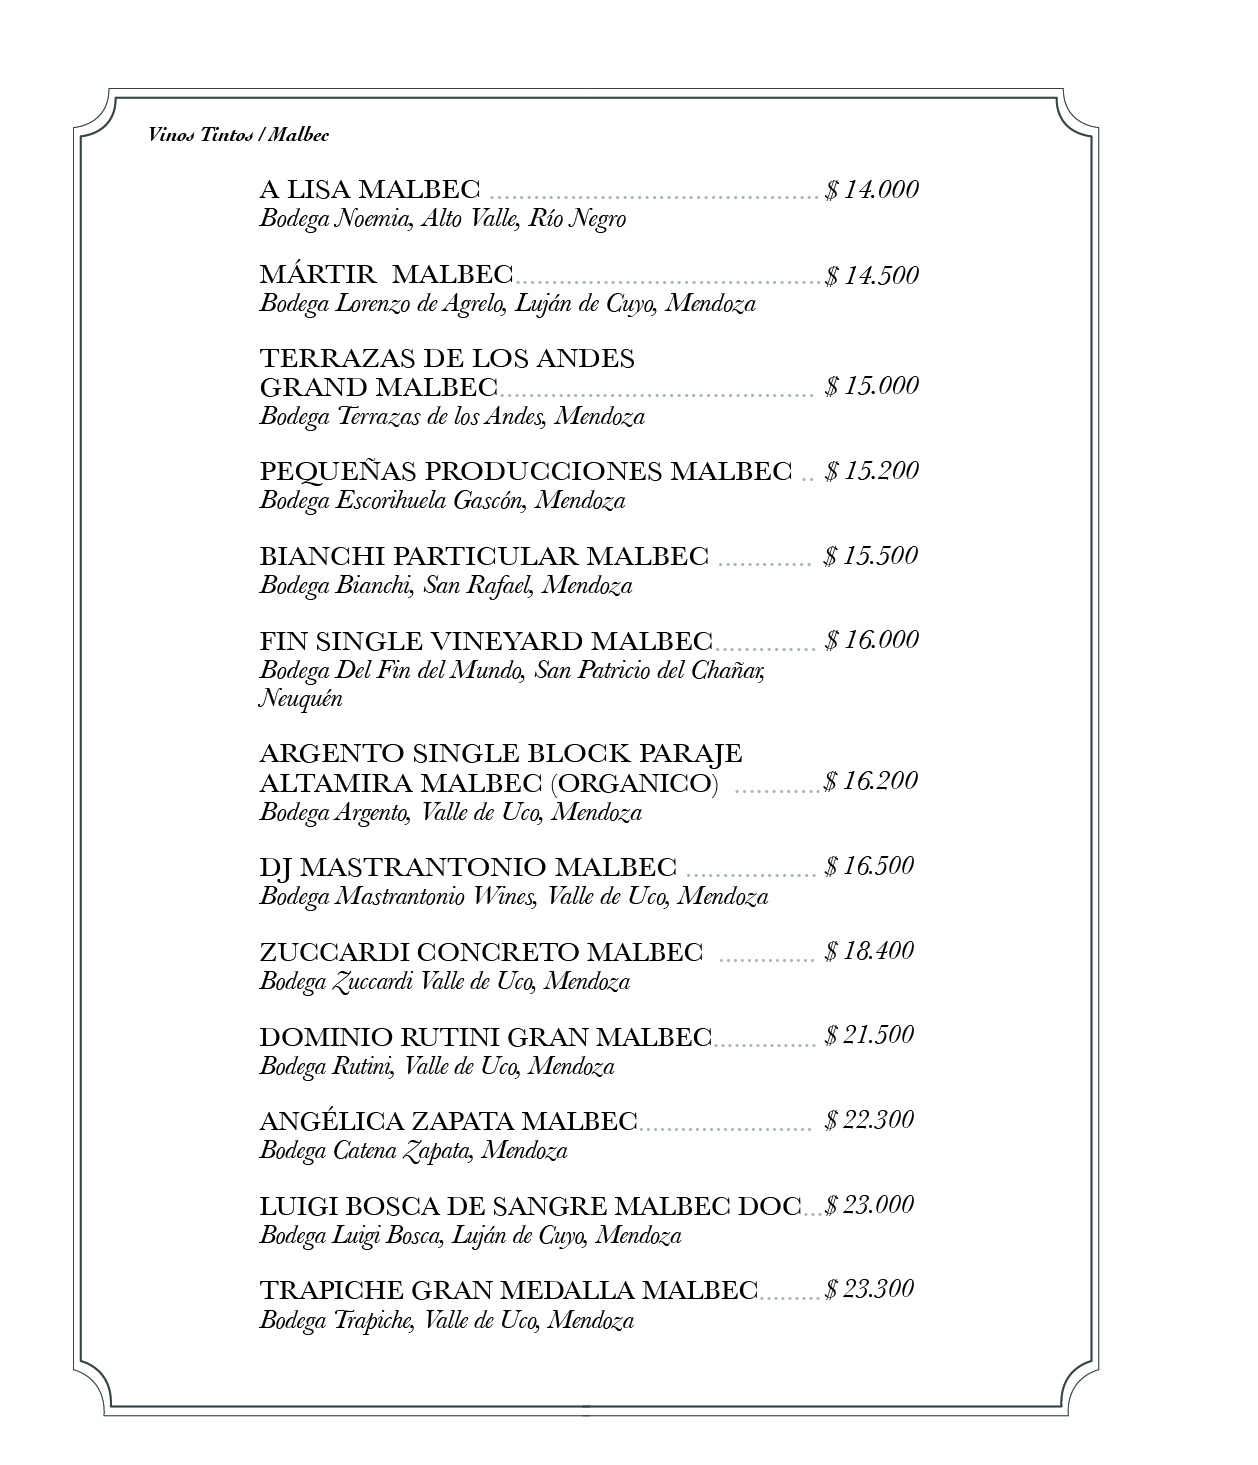 Vinos Tintos / Malbec
A LISA MALBEC ..................................... $ 14.000
Bodega Noemia, Alto Valle, Río Negro
MÁRTIR MALBEC................................... $ 14.500
Bodega Lorenzo de Agrelo, Luján de Cuyo, Mendoza
TERRAZAS DE LOS ANDES
GRAND MALBEC.................................... $ 15.000
Bodega Terrazas de los Andes, Mendoza
PEQUEÑAS PRODUCCIONES MALBEC .. $ 15.200
Bodega Escorihuela Gascón, Mendoza
BIANCHI PARTICULAR MALBEC ........... $ 15.500
Bodega Bianchi, San Rafael, Mendoza
FIN SINGLE VINEYARD MALBEC............ $ 16.000
Bodega Del Fin del Mundo, San Patricio del Chañar,
Neuquén
ARGENTO SINGLE BLOCK PARAJE
ALTAMIRA MALBEC (ORGANICO) ..........$ 16.200
Bodega Argento, Valle de Uco, Mendoza
DJ MASTRANTONIO MALBEC ............... $ 16.500
Bodega Mastrantonio Wines, Valle de Uco, Mendoza
ZUCCARDI CONCRETO MALBEC ........... $ 18.400
Bodega Zuccardi Valle de Uco, Mendoza
DOMINIO RUTINI GRAN MALBEC............ $ 21.500
Bodega Rutini, Valle de Uco, Mendoza
ANGÉLICA ZAPATA MALBEC.................... $ 22.300
Bodega Catena Zapata, Mendoza
LUIGI BOSCA DE SANGRE MALBEC DOC...$ 23.000
Bodega Luigi Bosca, Luján de Cuyo, Mendoza
TRAPICHE GRAN MEDALLA MALBEC........$ 23.300
Bodega Trapiche, Valle de Uco, Mendoza